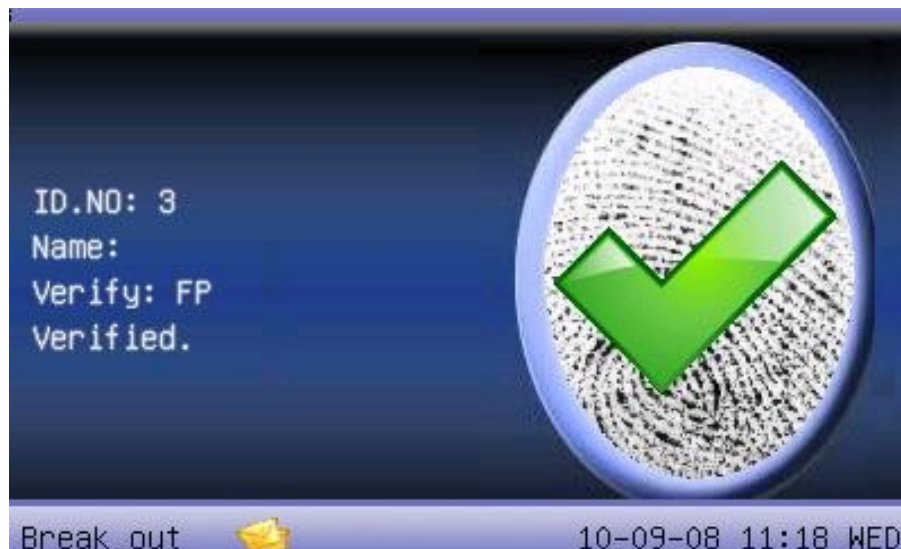 ID.NO: 3
Name:
Verify: FP
Verified.
Break out 10-09-08 11:18 WED